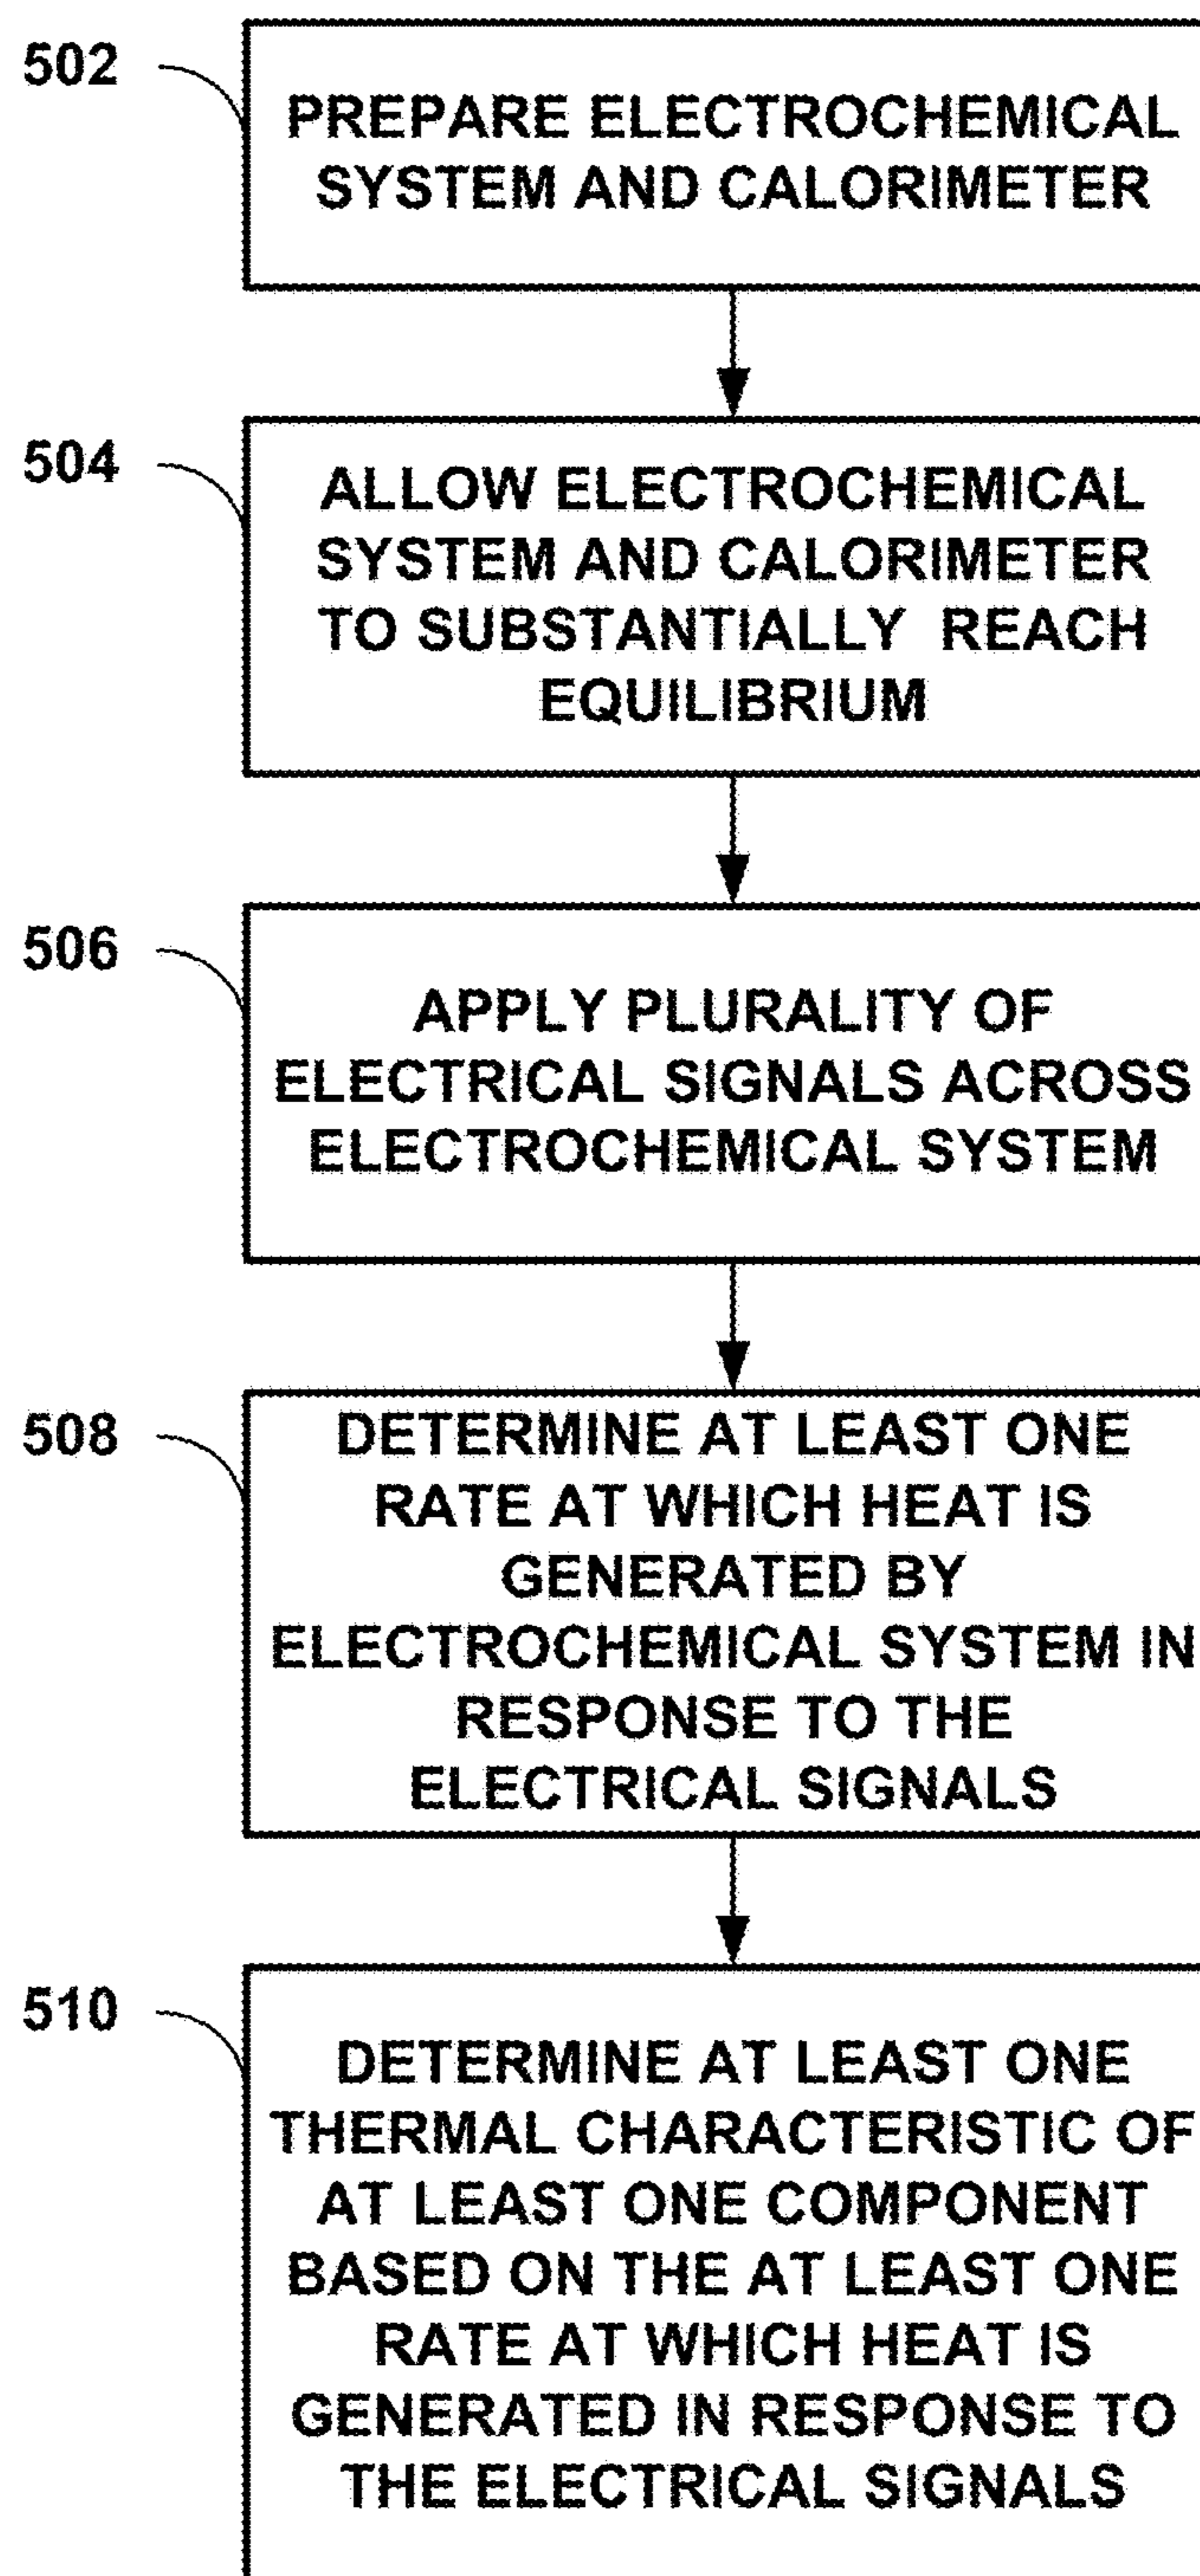 502
PREPARE ELECTROCHEMICAL
SYSTEM AND CALORIMETER
504
ALLOW ELECTROCHEMICAL
SYSTEM AND CALORIMETER
TO SUBSTANTIALLY REACH
EQUILIBRIUM
506
APPLY PLURALITY OF
ELECTRICAL SIGNALS ACROSS
ELECTROCHEMICAL SYSTEM
508
DETERMINE AT LEAST ONE
RATE AT WHICH HEAT IS
GENERATED BY
ELECTROCHEMICAL SYSTEM IN
RESPONSE TO THE
ELECTRICAL SIGNALS
510
DETERMINE AT LEAST ONE
THERMAL CHARACTERISTIC OF
AT LEAST ONE COMPONENT
BASED ON THE AT LEAST ONE
RATE AT WHICH HEAT IS
GENERATED IN RESPONSE TO
THE ELECTRICAL SIGNALS